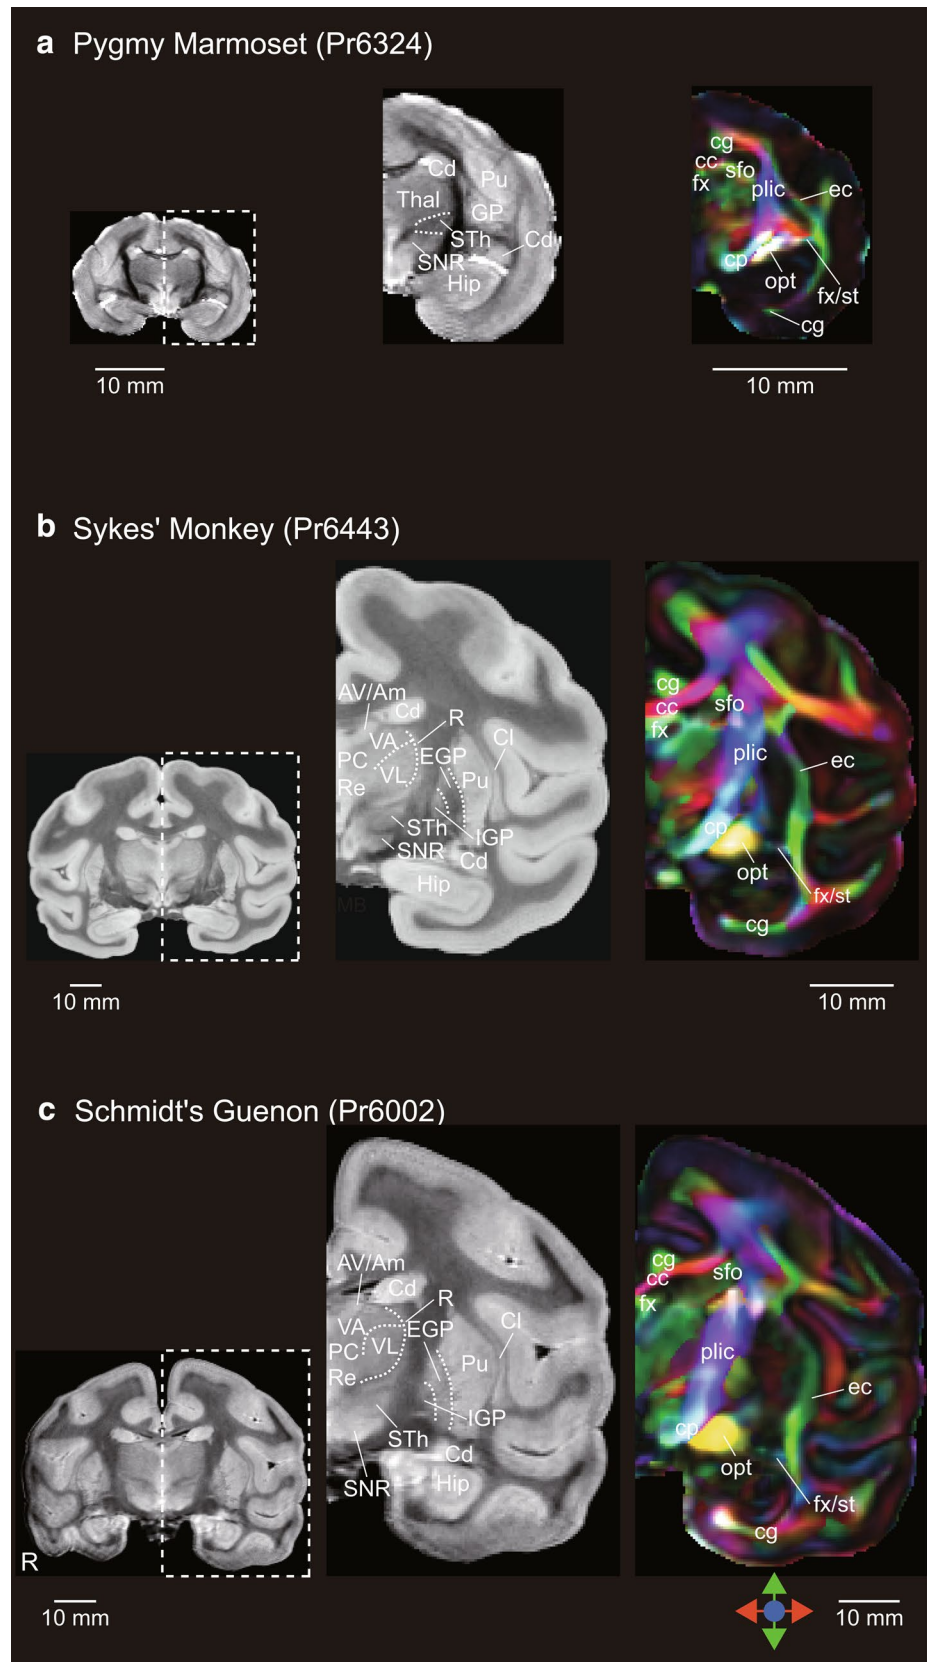 a Pygmy Marmoset (Pr6324)
Cd
Pu
Thal
GP
STh
Cd
SNR
Hip
cg
cc
sfo
fx
plic
ec
cp
opt
fx/st
cg
10 mm
10 mm
b Sykes' Monkey (Pr6443)
AV/Am
Cd
R
VA
Cl
PC
EGP
VL
Pu
Re
STh
IGP
SNR
Cd
Hip
MB
cg
cc
sfo
fx
plic
ec
cp
opt
fx/st
cg
10 mm
10 mm
c Schmidt's Guenon (Pr6002)
AV/Am
Cd
R
VA
EGP
Cl
PC
VL
Pu
Re
IGP
STh
Cd
SNR
Hip
cg
cc
sfo
fx
plic
ec
cp
opt
fx/st
cg
R
10 mm
10 mm